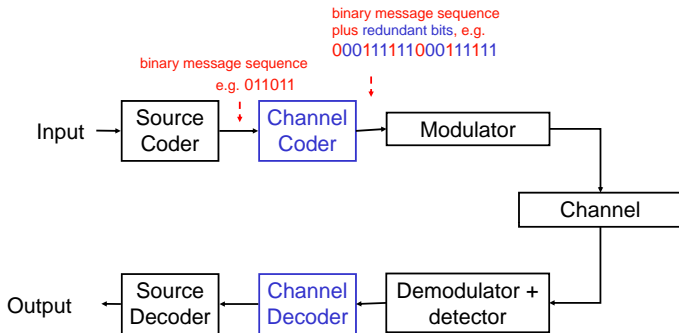 binary message sequence
plus redundant bits, e.g.
000111111000111111
binary message sequence
e.g. 011011
Input
Source
Coder
Channel
Coder
Modulator
Channel
Output
Source
Decoder
Channel
Decoder
Demodulator +
detector